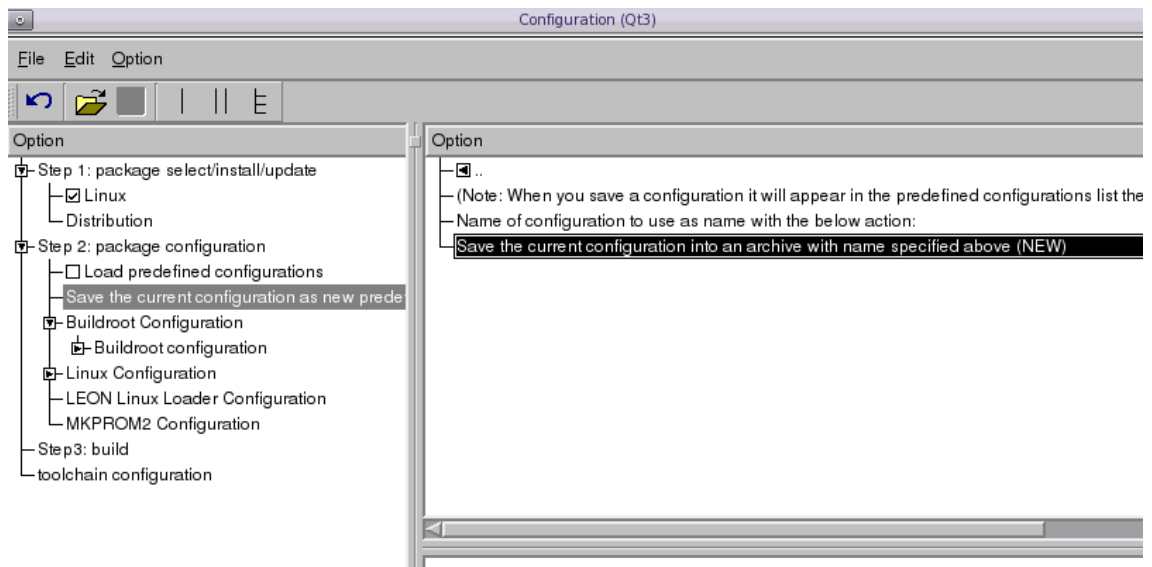 Configuration (Qt3)
File Edit Option
Option
Step 1: package select/install/update
Linux
Distribution
Step 2: package configuration
Load predefined configurations
Save the current configuration as new prede
Buildroot Configuration
Buildroot configuration
Linux Configuration
LEON Linux Loader Configuration
MKPROM2 Configuration
Step3: build
toolchain configuration
Option
..
(Note: When you save a configuration it will appear in the predefined configurations list the
Name of configuration to use as name with the below action:
Save the current configuration into an archive with name specified above (NEW)